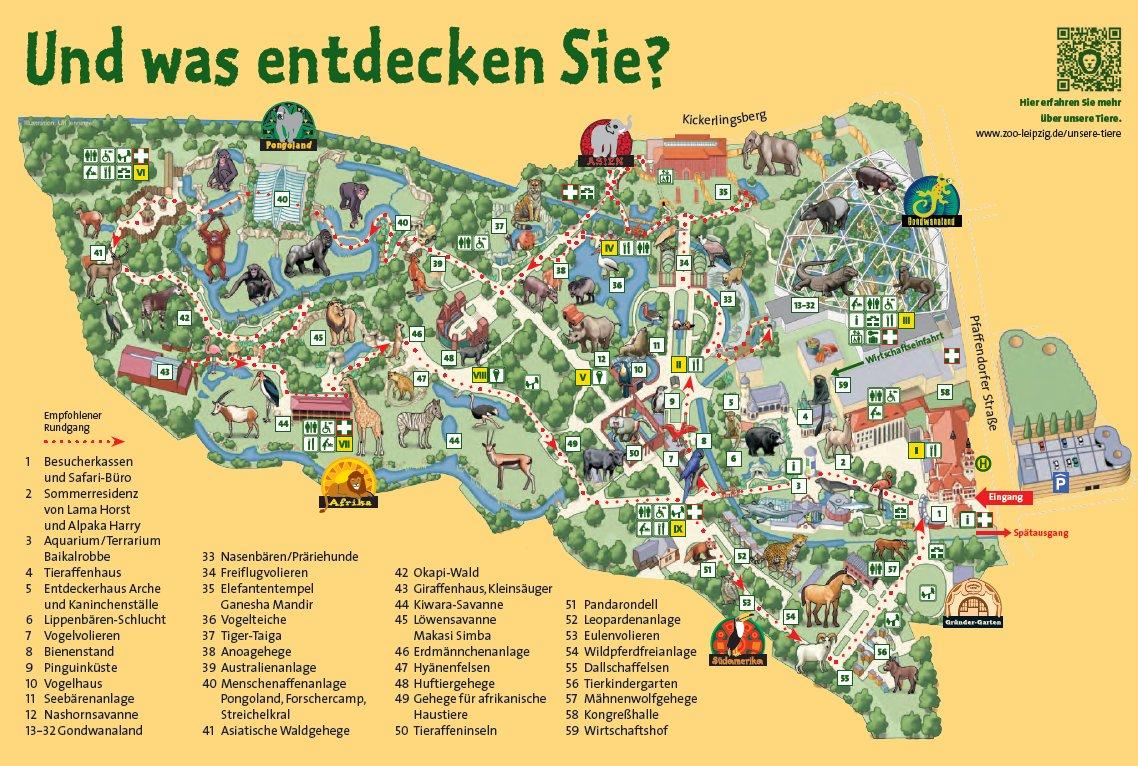 Und was entdecken Sie?
Hier erfahren Sie mehr
über unsere Tiere.
www.zoo-leipzig.de/unsere-tiere
Pongoland
ASIEN
Kickerlingsberg
Gondwanaland
VI
40
35
40
37
41
39
IV
34
38
36
42
33
13–32
III
45
46
11
Wirtschaftseinfahrt
Pfaffendorfer Straße
48
12
II
10
43
47
VIII
V
59
58
9
5
4
44
VII
44
49
50
7
8
6
2
I
H
3
P
Afrika
Eingang
1
Spätausgang
IX
52
51
57
53
54
Gründer-Garten
Südamerika
56
55
Empfohlener
Rundgang
1 Besucherkassen
und Safari-Büro
2 Sommerresidenz
von Lama Horst
und Alpaka Harry
3 Aquarium/Terrarium
Baikalrobbe
4 Tieraffenhaus
5 Entdeckerhaus Arche
und Kaninchenställe
6 Lippenbären-Schlucht
7 Vogelvolieren
8 Bienenstand
9 Pinguinküste
10 Vogelhaus
11 Seebärenanlage
12 Nashornsavanne
13–32 Gondwanaland
33 Nasenbären/Präriehunde
34 Freiflugvolieren
35 Elefantentempel
Ganesha Mandir
36 Vogelteiche
37 Tiger-Taiga
38 Anoagehege
39 Australienanlage
40 Menschenaffenanlage
Pongoland, Forschercamp,
Streichelkral
41 Asiatische Waldgehege
42 Okapi-Wald
43 Giraffenhaus, Kleinsäuger
44 Kiwara-Savanne
45 Löwensavanne
Makasi Simba
46 Erdmännchenanlage
47 Hyänenfelsen
48 Huftiergehege
49 Gehege für afrikanische
Haustiere
50 Tieraffeninseln
51 Pandarondell
52 Leopardenanlage
53 Eulenvolieren
54 Wildpferdfreianlage
55 Dallschaffelsen
56 Tierkindergarten
57 Mähnenwolfgehege
58 Kongreßhalle
59 Wirtschaftshof